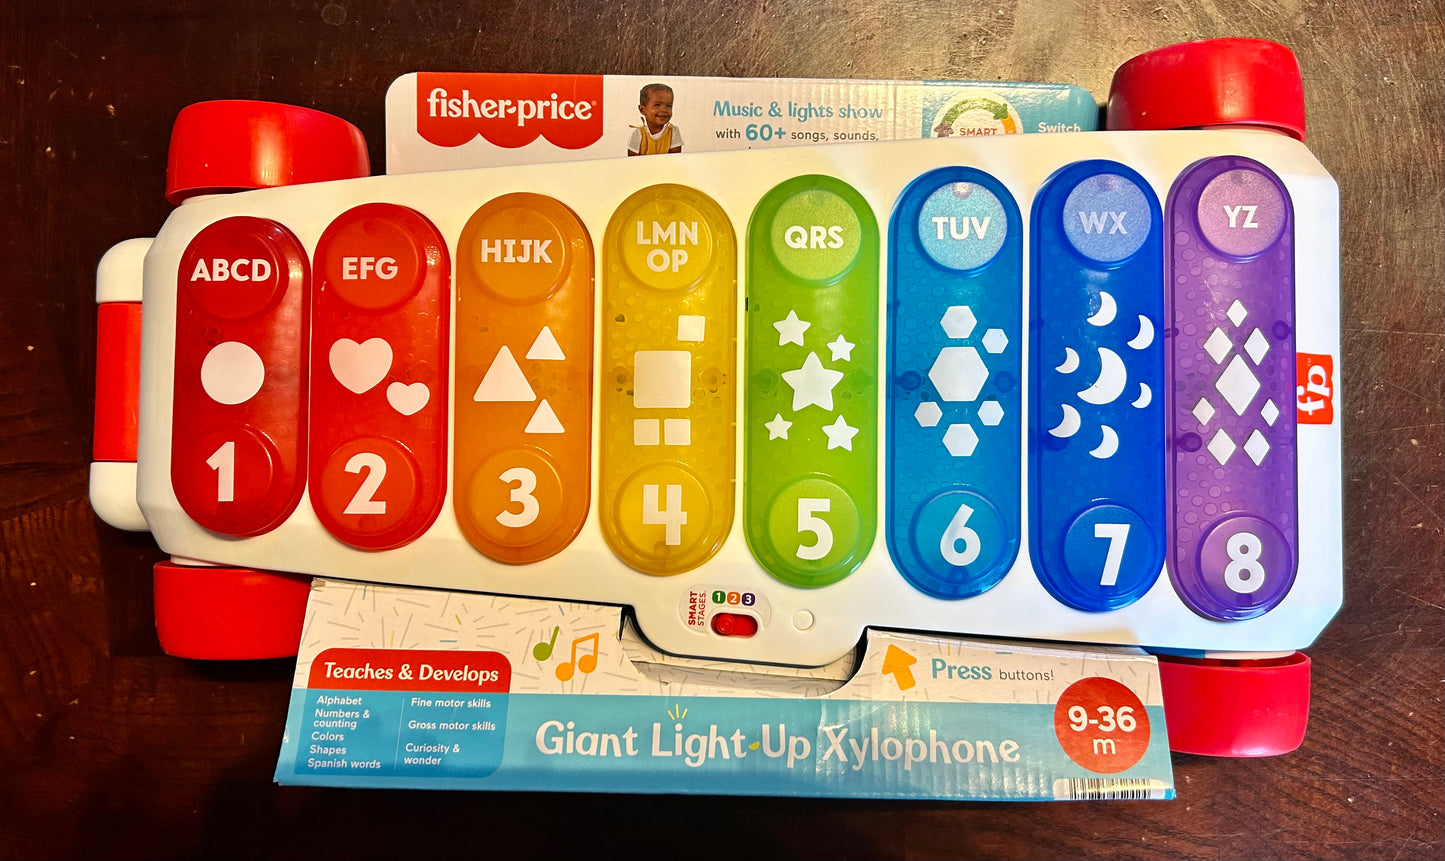 fisher-price®
Music & lights show
with 60+ songs, sounds,
SMART
Switch
ABCD
EFG
HIJK
LMN
OP
QRS
TUV
WX
YZ
1
2
3
4
5
6
7
8
fp
SMART
STAGES™
1 2 3
Teaches & Develops
Alphabet
Numbers &
counting
Colors
Shapes
Spanish words
Fine motor skills
Gross motor skills
Curiosity &
wonder
Giant Light-Up Xylophone
Press buttons!
9-36
m